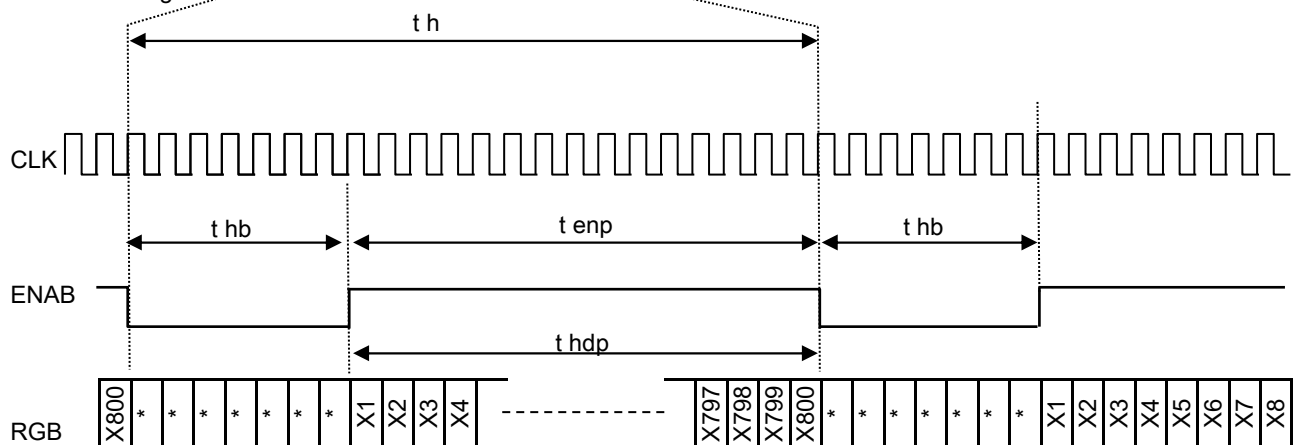 t h
CLK
t hb t enp t hb
ENAB
t hdp
RGB X800 * * * * * * * X1 X2 X3 X4 X797 X798 X799 X800 * * * * * * * X1 X2 X3 X4 X5 X6 X7 X8